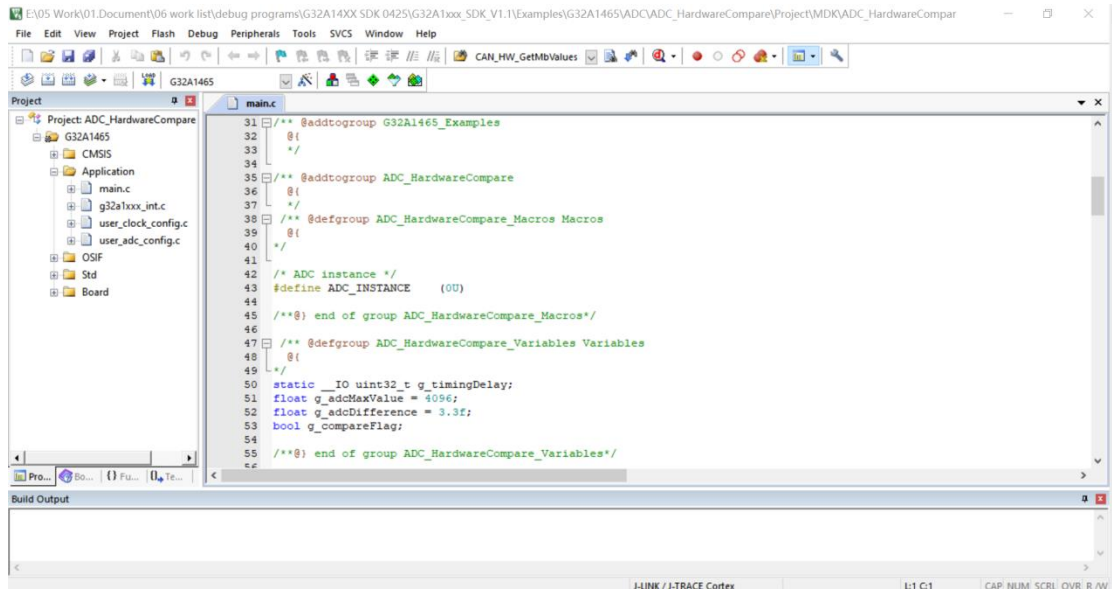 E:\05 Work\01.Document\06 work list\debug programs\G32A14XX SDK 0425\G32A1xxx_SDK_V1.1\Examples\G32A1465\ADC\ADC_HardwareCompare\Project\MDK\ADC_HardwareCompar
File Edit View Project Flash Debug Peripherals Tools SVCS Window Help
CAN_HW_GetMbValues
LOAD G32A1465
Project
main.c
Project: ADC_HardwareCompare
G32A1465
CMSIS
Application
main.c
g32a1xxx_int.c
user_clock_config.c
user_adc_config.c
OSIF
Std
Board
31 /** @addtogroup G32A1465_Examples
32 @{
33 */
34
35 /** @addtogroup ADC_HardwareCompare
36 @{
37 */
38 /** @defgroup ADC_HardwareCompare_Macros Macros
39 @{
40 */
41
42 /* ADC instance */
43 #define ADC_INSTANCE (0U)
44
45 /**@} end of group ADC_HardwareCompare_Macros*/
46
47 /** @defgroup ADC_HardwareCompare_Variables Variables
48 @{
49 */
50 static __IO uint32_t g_timingDelay;
51 float g_adcMaxValue = 4096;
52 float g_adcDifference = 3.3f;
53 bool g_compareFlag;
54
55 /**@} end of group ADC_HardwareCompare_Variables*/
56
Pro... Bo... {} Fu... 0 Te...
Build Output
J-LINK / J-TRACE Cortex L:1 C:1 CAP NUM SCRL OVR R/W